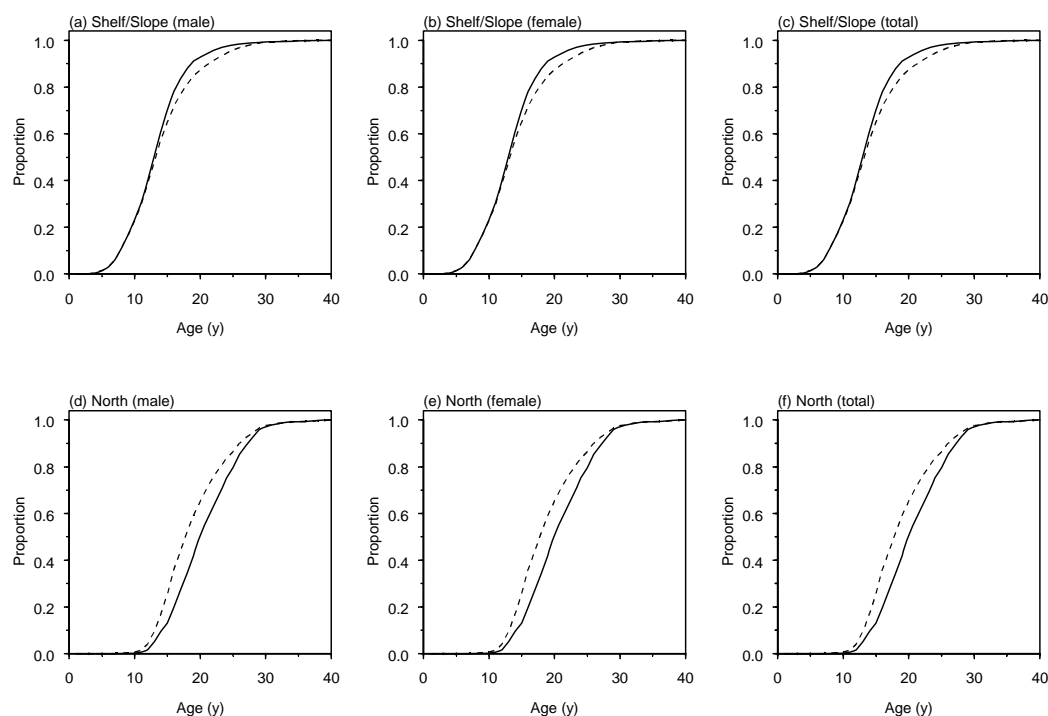 (a) Shelf/Slope (male)
(b) Shelf/Slope (female)
(c) Shelf/Slope (total)
1.0
0.8
0.6
0.4
0.2
0.0
Proportion
0 10 20 30 40
Age (y)
1.0
0.8
0.6
0.4
0.2
0.0
Proportion
0 10 20 30 40
Age (y)
1.0
0.8
0.6
0.4
0.2
0.0
Proportion
0 10 20 30 40
Age (y)
(d) North (male)
(e) North (female)
(f) North (total)
1.0
0.8
0.6
0.4
0.2
0.0
Proportion
0 10 20 30 40
Age (y)
1.0
0.8
0.6
0.4
0.2
0.0
Proportion
0 10 20 30 40
Age (y)
1.0
0.8
0.6
0.4
0.2
0.0
Proportion
0 10 20 30 40
Age (y)